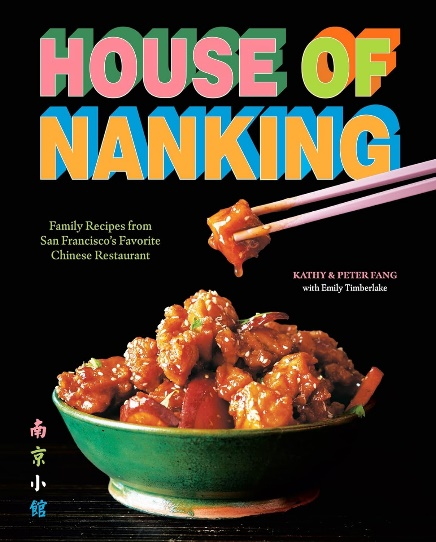 HOUSE OF
NANKING
Family Recipes from
San Francisco's Favorite
Chinese Restaurant
KATHY & PETER FANG
with Emily Timberlake
南
京
小
館